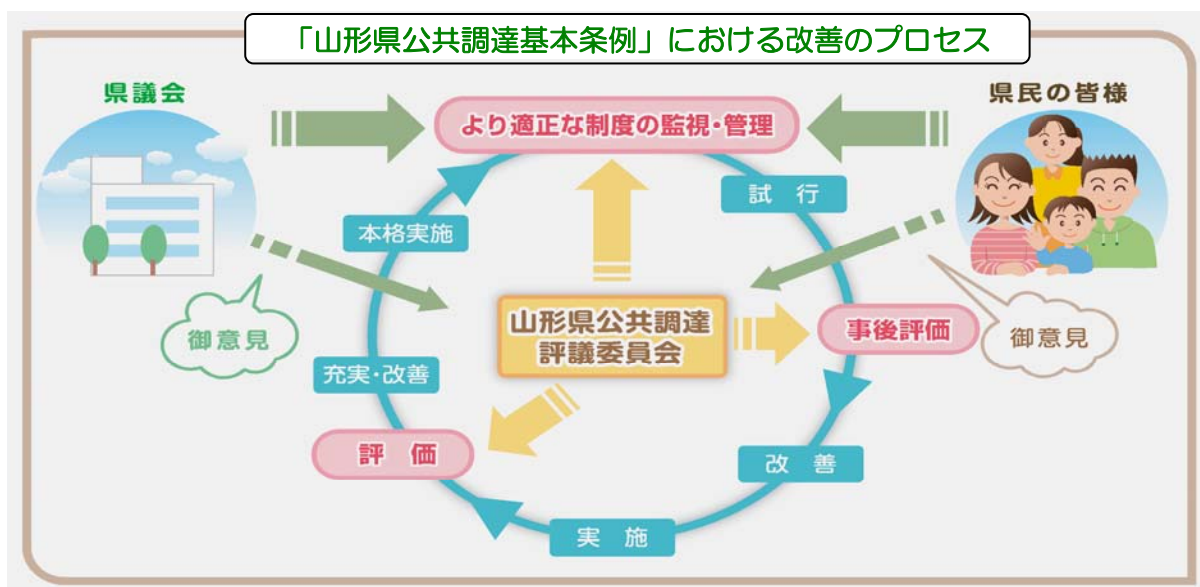 「山形県公共調達基本条例」における改善のプロセス
県議会
県民の皆様
より適正な制度の監視・管理
試 行
本格実施
山形県公共調達
評議委員会
事後評価
御意見
御意見
充実・改善
評 価
改 善
実 施